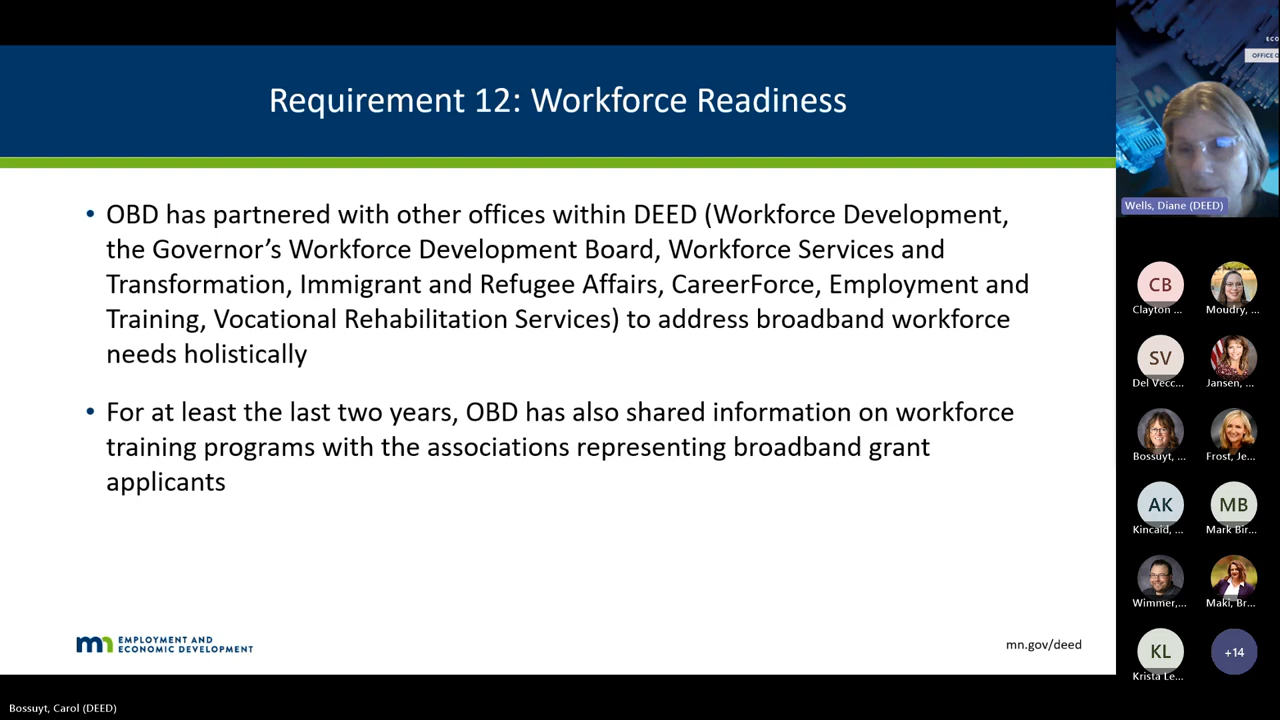 Requirement 12: Workforce Readiness
• OBD has partnered with other offices within DEED (Workforce Development,
the Governor's Workforce Development Board, Workforce Services and
Transformation, Immigrant and Refugee Affairs, CareerForce, Employment and
Training, Vocational Rehabilitation Services) to address broadband workforce
needs holistically
• For at least the last two years, OBD has also shared information on workforce
training programs with the associations representing broadband grant
applicants
mn EMPLOYMENT AND
ECONOMIC DEVELOPMENT
mn.gov/deed
Bossuyt, Carol (DEED)
ECO
OFFICE O
Wells, Diane (DEED)
CB
Clayton ...
Moudry, ...
SV
Del Vecc...
Jansen, ...
Bossuyt, ...
Frost, Je...
AK
Kincaid, ...
MB
Mark Bir...
Wimmer,...
Maki, Br...
KL
Krista Le...
+14